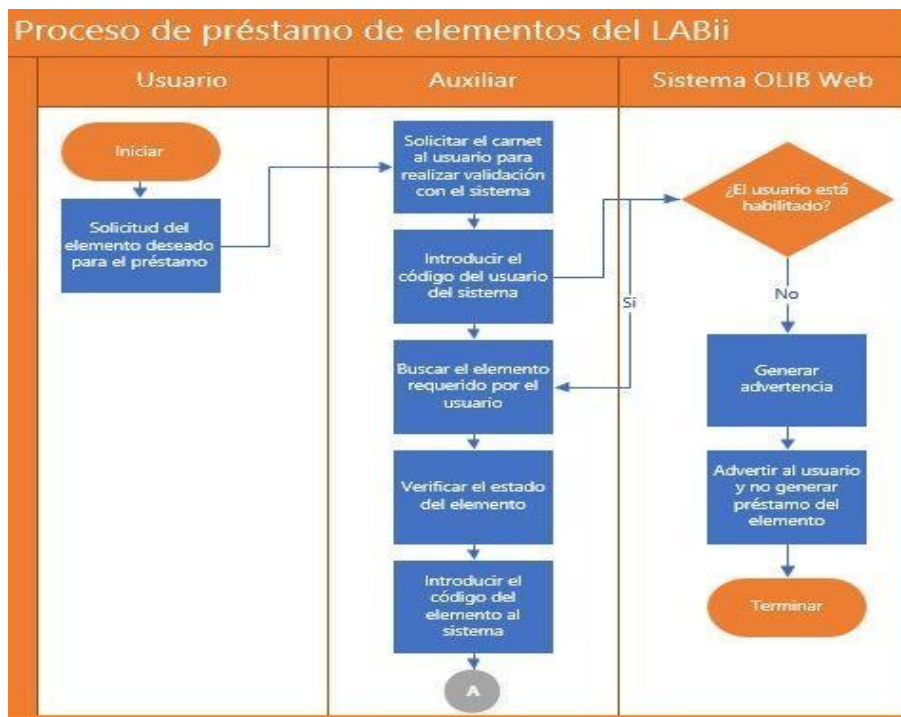 Proceso de préstamo de elementos del LABii
Usuario
Auxiliar
Sistema OLIB Web
Iniciar
Solicitud del
elemento deseado
para el préstamo
Solicitar el carnet
al usuario para
realizar validación
con el sistema
Introducir el
código del usuario
del sistema
Buscar el elemento
requerido por el
usuario
Verificar el estado
del elemento
Introducir el
código del
elemento al
sistema
A
¿El usuario está
habilitado?
Si
No
Generar
advertencia
Advertir al usuario
y no generar
préstamo del
elemento
Terminar